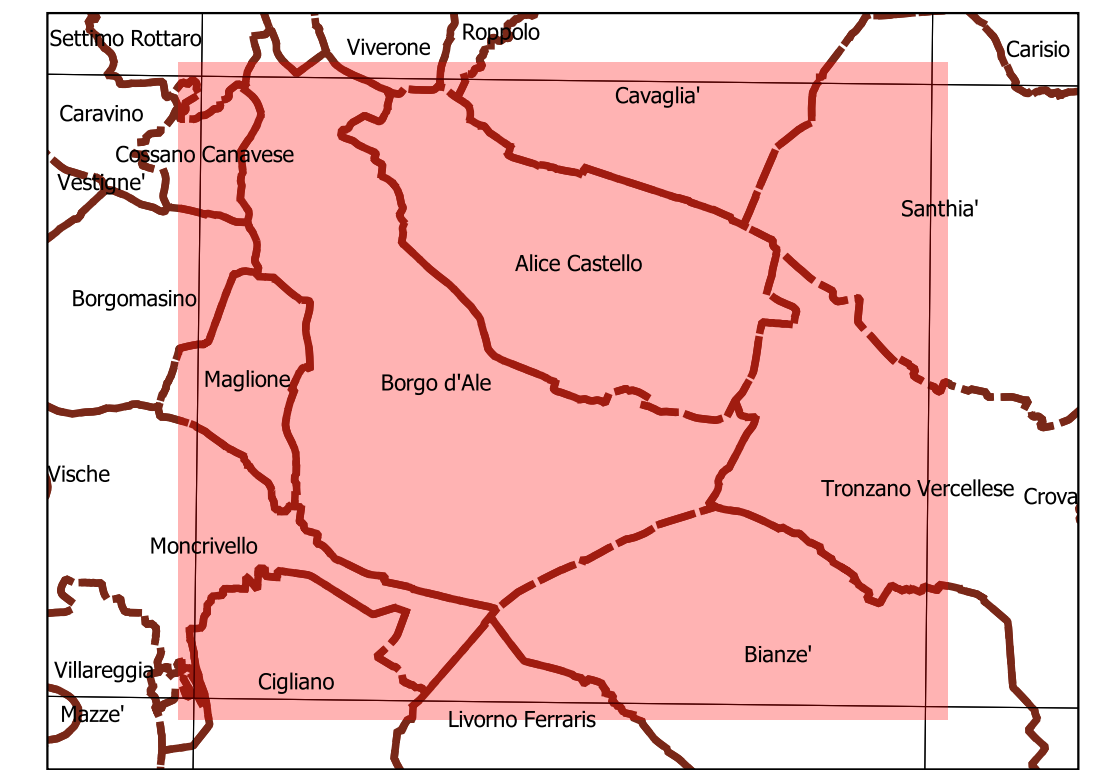 Settimo Rottaro
Viverone
Roppolo
Carisio
Cavaglia'
Caravino
Cossano Canavese
Vestigne'
Santhia'
Alice Castello
Borgomasino
Maglione
Borgo d'Ale
Vische
Tronzano Vercellese
Crova
Moncrivello
Bianze'
Villareggia
Cigliano
Mazze'
Livorno Ferraris